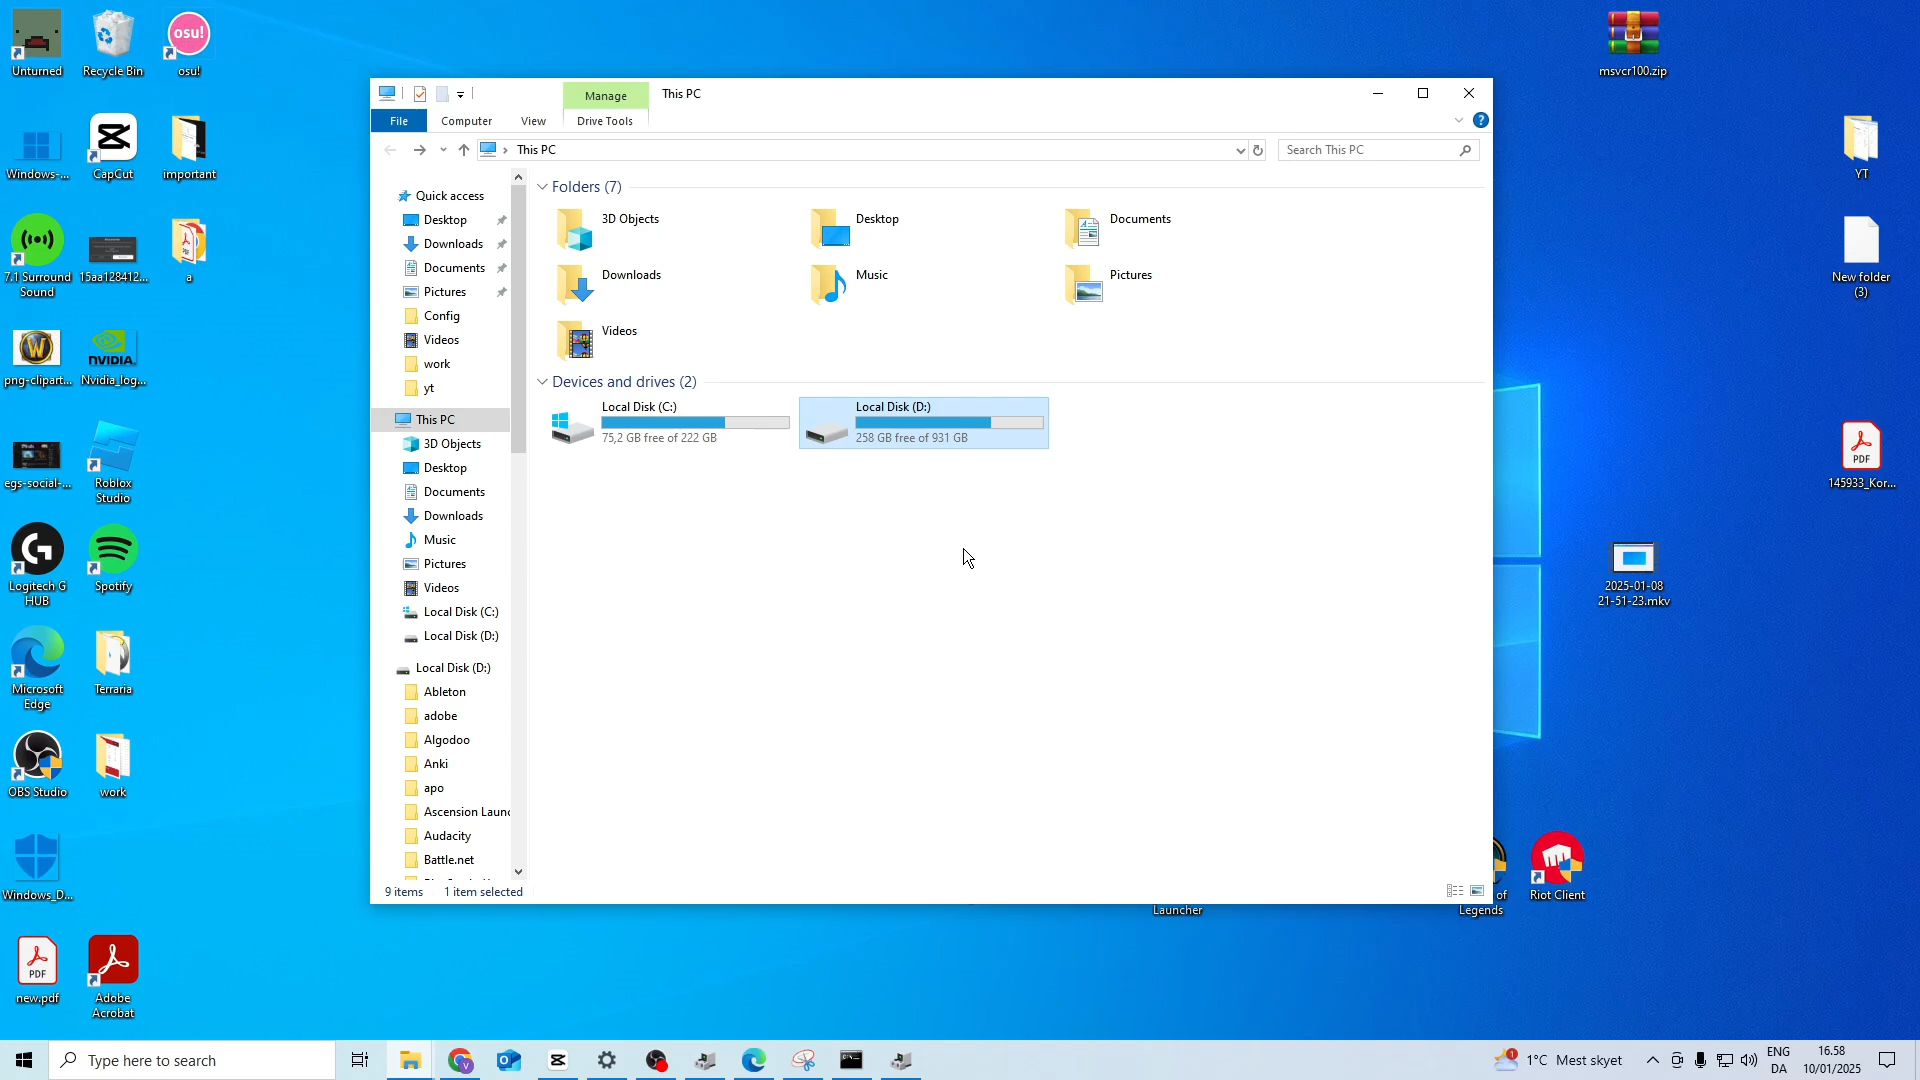 Unturned
Recycle Bin
osu!
osu!
msvcr100.zip
Windows-...
CapCut
important
YT
7.1 Surround
Sound
15aa128412...
a
New folder
(3)
png-clipart...
NVIDIA.
Nvidia_log...
egs-social-...
Roblox
Studio
PDF
145933_Kor...
Logitech G
HUB
Spotify
2025-01-08
21-51-23.mkv
Microsoft
Edge
Terraria
OBS Studio
work
Windows_D...
Launcher
of
Legends
Riot Client
PDF
new.pdf
Adobe
Acrobat
Manage
This PC
File
Computer
View
Drive Tools
This PC
Search This PC
Quick access
Desktop
Downloads
Documents
Pictures
Config
Videos
work
yt
This PC
3D Objects
Desktop
Documents
Downloads
Music
Pictures
Videos
Local Disk (C:)
Local Disk (D:)
Local Disk (D:)
Ableton
adobe
Algodoo
Anki
apo
Ascension Launc
Audacity
Battle.net
Folders (7)
3D Objects
Desktop
Documents
Downloads
Music
Pictures
Videos
Devices and drives (2)
Local Disk (C:)
75,2 GB free of 222 GB
Local Disk (D:)
258 GB free of 931 GB
9 items
1 item selected
Type here to search
1
1°C Mest skyet
ENG
DA
16.58
10/01/2025